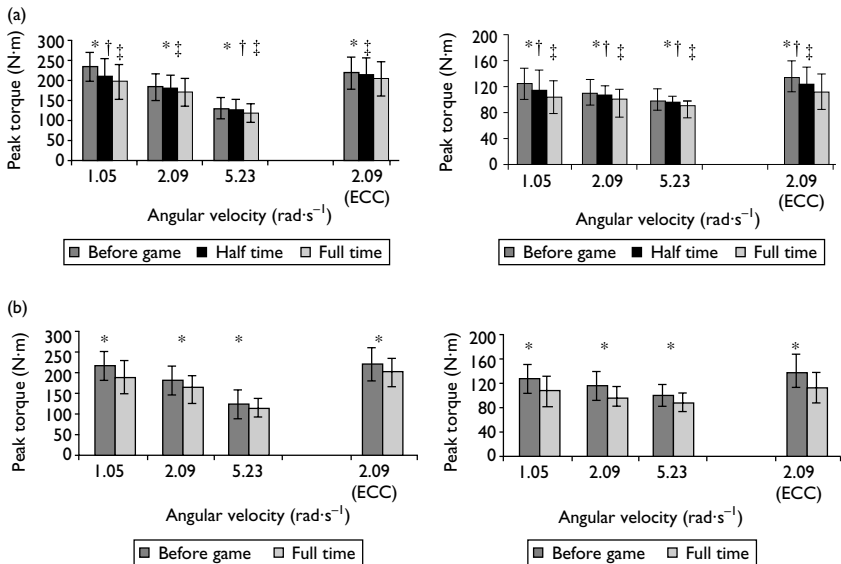 (a)
Peak torque (N·m)
300
250
200
150
100
50
0
* † ‡
* ‡
* † ‡
* ‡
1.05 2.09 5.23 2.09
(ECC)
Angular velocity (rad·s⁻¹)
Before game Half time Full time
Peak torque (N·m)
200
160
120
80
40
0
* † ‡
* † ‡
* † ‡
* † ‡
1.05 2.09 5.23 2.09
(ECC)
Angular velocity (rad·s⁻¹)
Before game Half time Full time
(b)
Peak torque (N·m)
300
250
200
150
100
50
0
* * * *
1.05 2.09 5.23 2.09
(ECC)
Angular velocity (rad·s⁻¹)
Before game Full time
Peak torque (N·m)
200
160
120
80
40
0
* * * *
1.05 2.09 5.23 2.09
(ECC)
Angular velocity (rad·s⁻¹)
Before game Full time